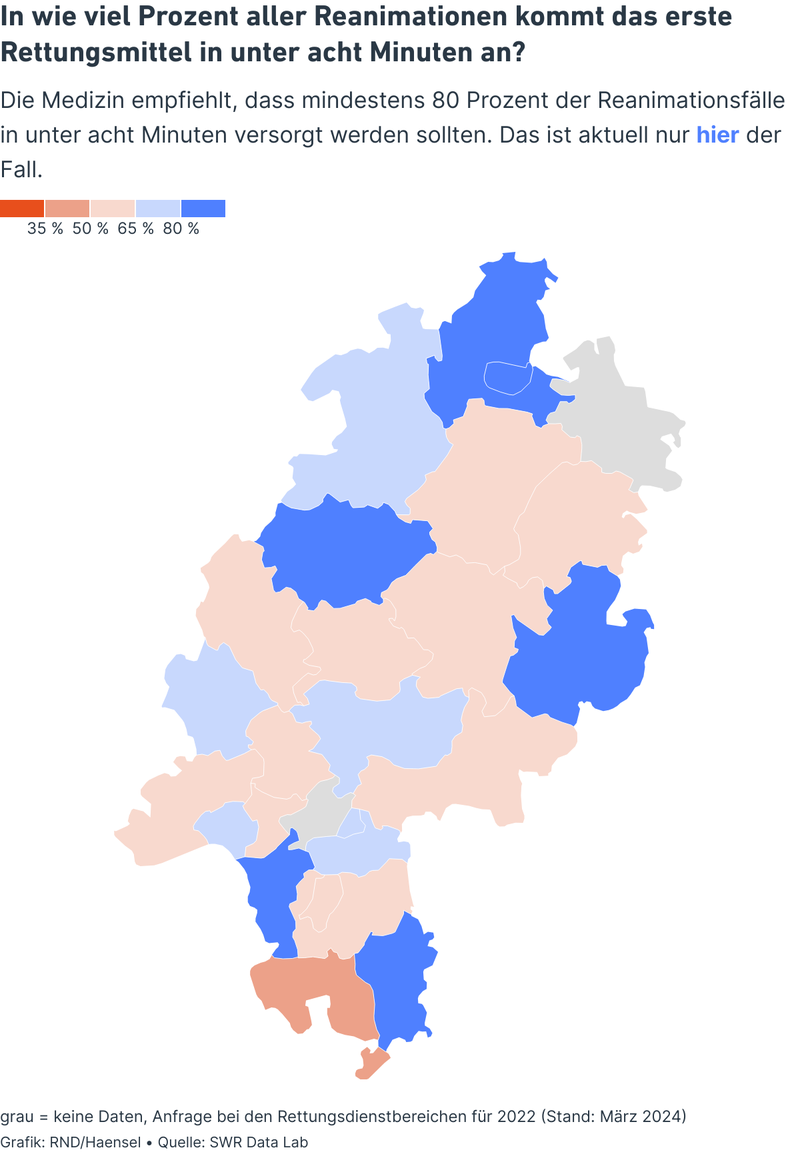 In wie viel Prozent aller Reanimationen kommt das erste
Rettungsmittel in unter acht Minuten an?
Die Medizin empfiehlt, dass mindestens 80 Prozent der Reanimationsfälle
in unter acht Minuten versorgt werden sollten. Das ist aktuell nur hier der
Fall.
35 % 50 % 65 % 80 %
grau = keine Daten, Anfrage bei den Rettungsdienstbereichen für 2022 (Stand: März 2024)
Grafik: RND/Haensel • Quelle: SWR Data Lab